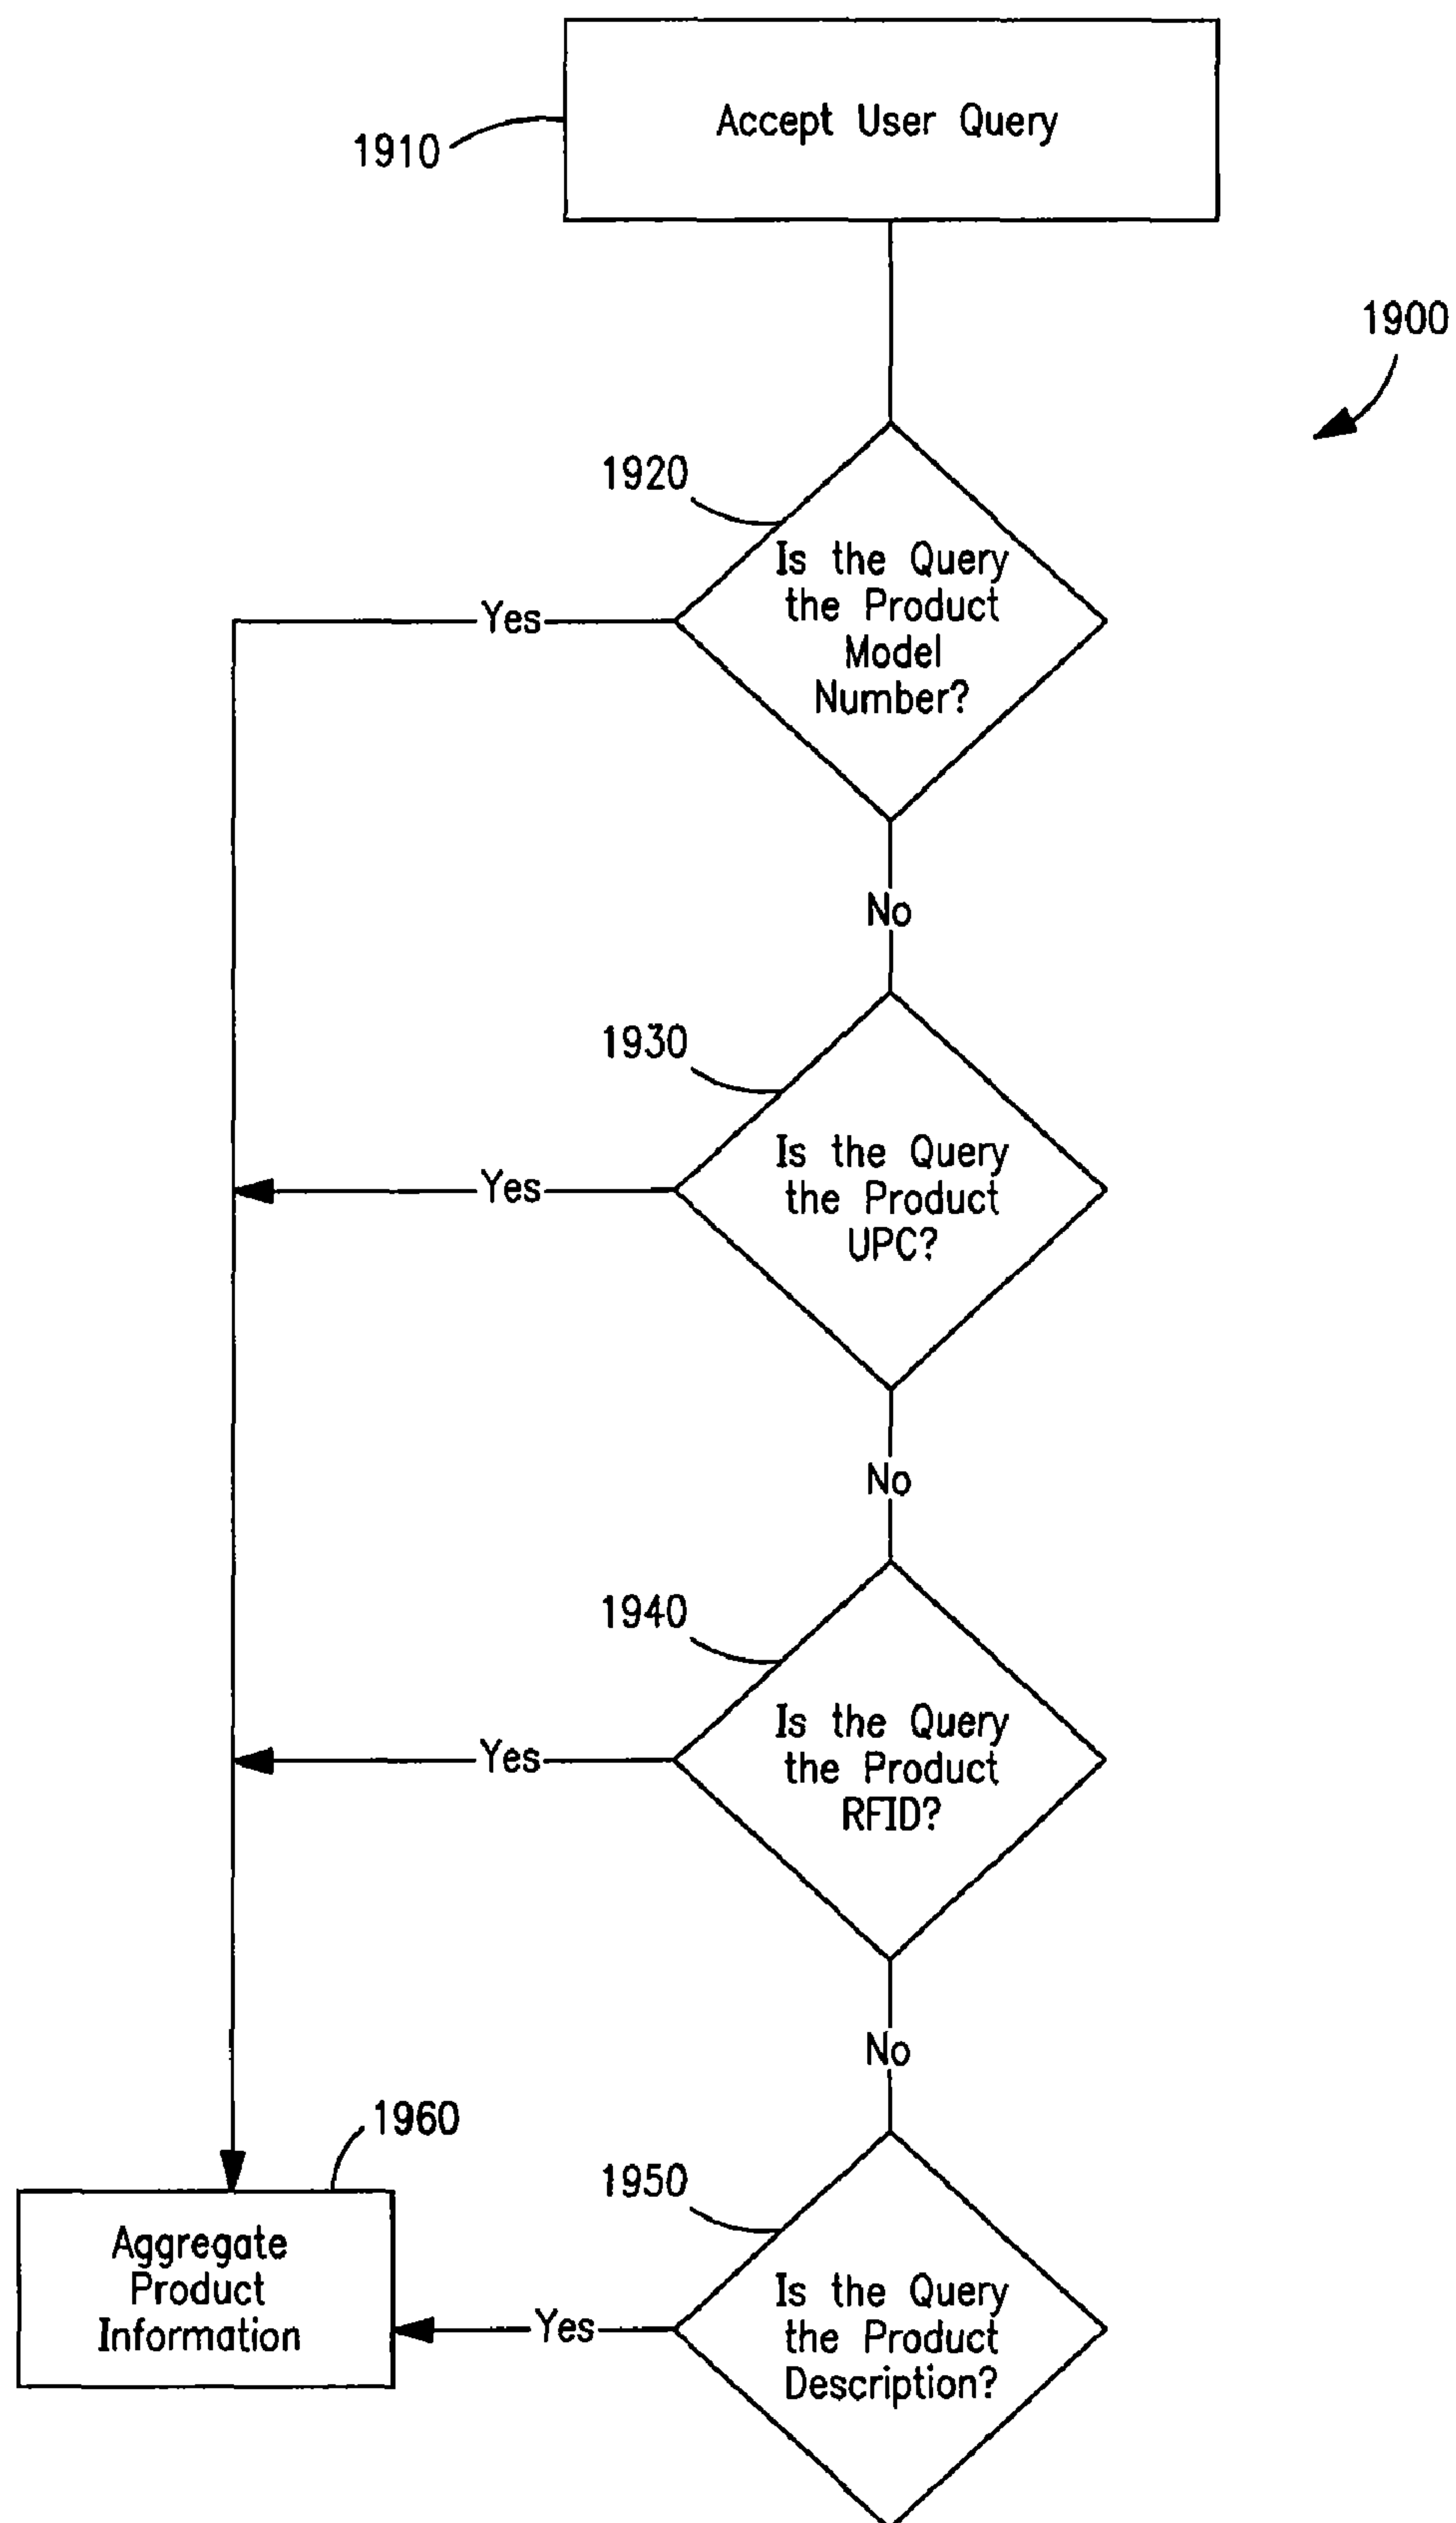 Accept User Query
1910
1900
1920
Is the Query
the Product
Model
Number?
Yes
No
1930
Is the Query
the Product
UPC?
Yes
No
1940
Is the Query
the Product
RFID?
Yes
No
1960
Aggregate
Product
Information
1950
Is the Query
the Product
Description?
Yes